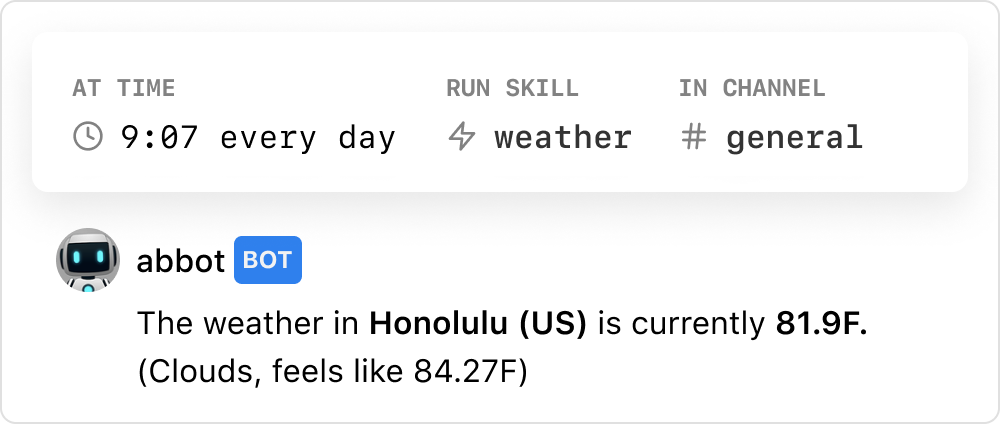 AT TIME RUN SKILL IN CHANNEL
9:07 every day weather # general
abbot BOT
The weather in Honolulu (US) is currently 81.9F.
(Clouds, feels like 84.27F)